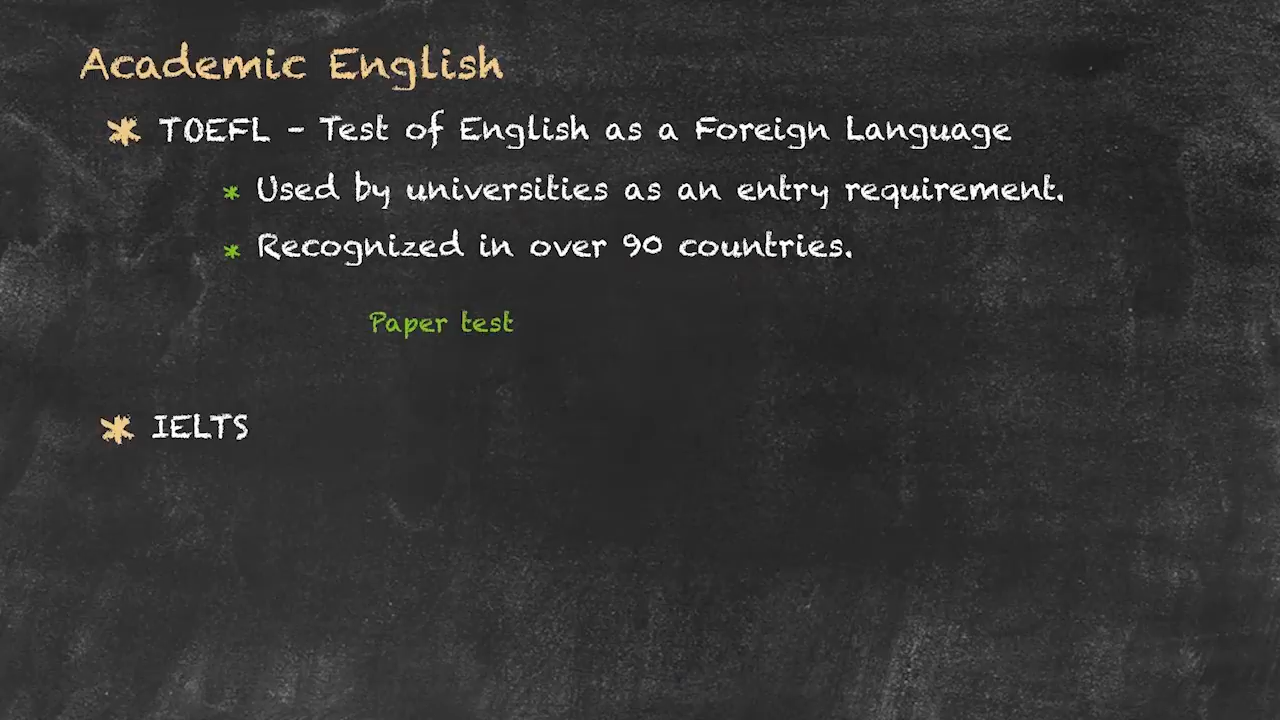 Academic English
* TOEFL - Test of English as a Foreign Language
* Used by universities as an entry requirement.
* Recognized in over 90 countries.
Paper test
* IELTS